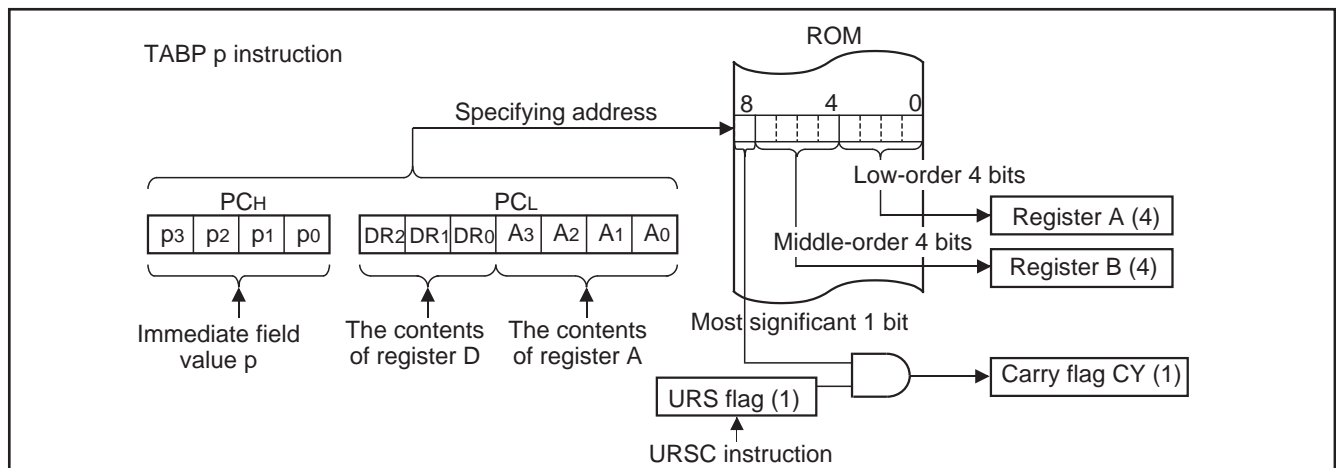 TABP p instruction
ROM
8 4 0
Specifying address
Low-order 4 bits
PCH
PCL
p3 p2 p1 p0
DR2 DR1 DR0 A3 A2 A1 A0
Register A (4)
Middle-order 4 bits
Register B (4)
Immediate field
value p
The contents
of register D
The contents
of register A
Most significant 1 bit
URS flag (1)
Carry flag CY (1)
URSC instruction